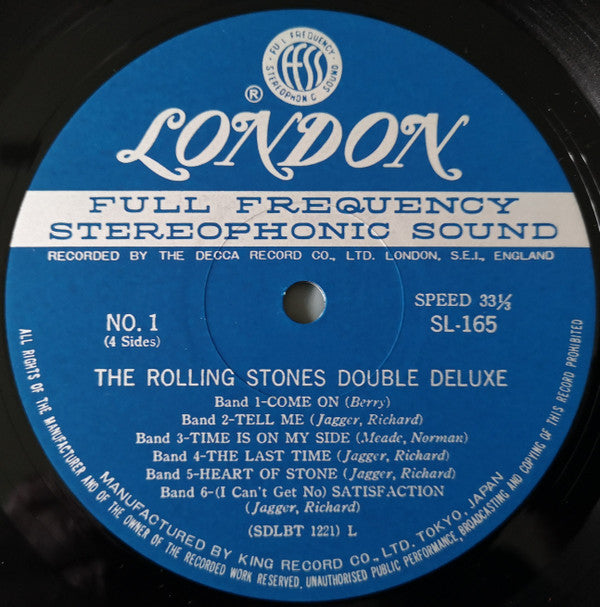 FULL FREQUENCY
ffss
STEREOPHONIC SOUND
®
LONDON
FULL FREQUENCY
STEREOPHONIC SOUND
RECORDED BY THE DECCA RECORD CO., LTD. LONDON, S.E.I., ENGLAND
NO. 1
(4 Sides)
SPEED 33⅓
SL-165
THE ROLLING STONES DOUBLE DELUXE
Band 1-COME ON (Berry)
Band 2-TELL ME (Jagger, Richard)
Band 3-TIME IS ON MY SIDE (Meade, Norman)
Band 4-THE LAST TIME (Jagger, Richard)
Band 5-HEART OF STONE (Jagger, Richard)
Band 6-(I Can't Get No) SATISFACTION
(Jagger, Richard)
(SDLBT 1221) L
MANUFACTURED BY KING RECORD CO., LTD. TOKYO, JAPAN
ALL RIGHTS OF THE MANUFACTURER AND OF THE OWNER OF THE RECORDED WORK RESERVED, UNAUTHORISED PUBLIC PERFORMANCE, BROADCASTING AND COPYING OF THIS RECORD PROHIBITED